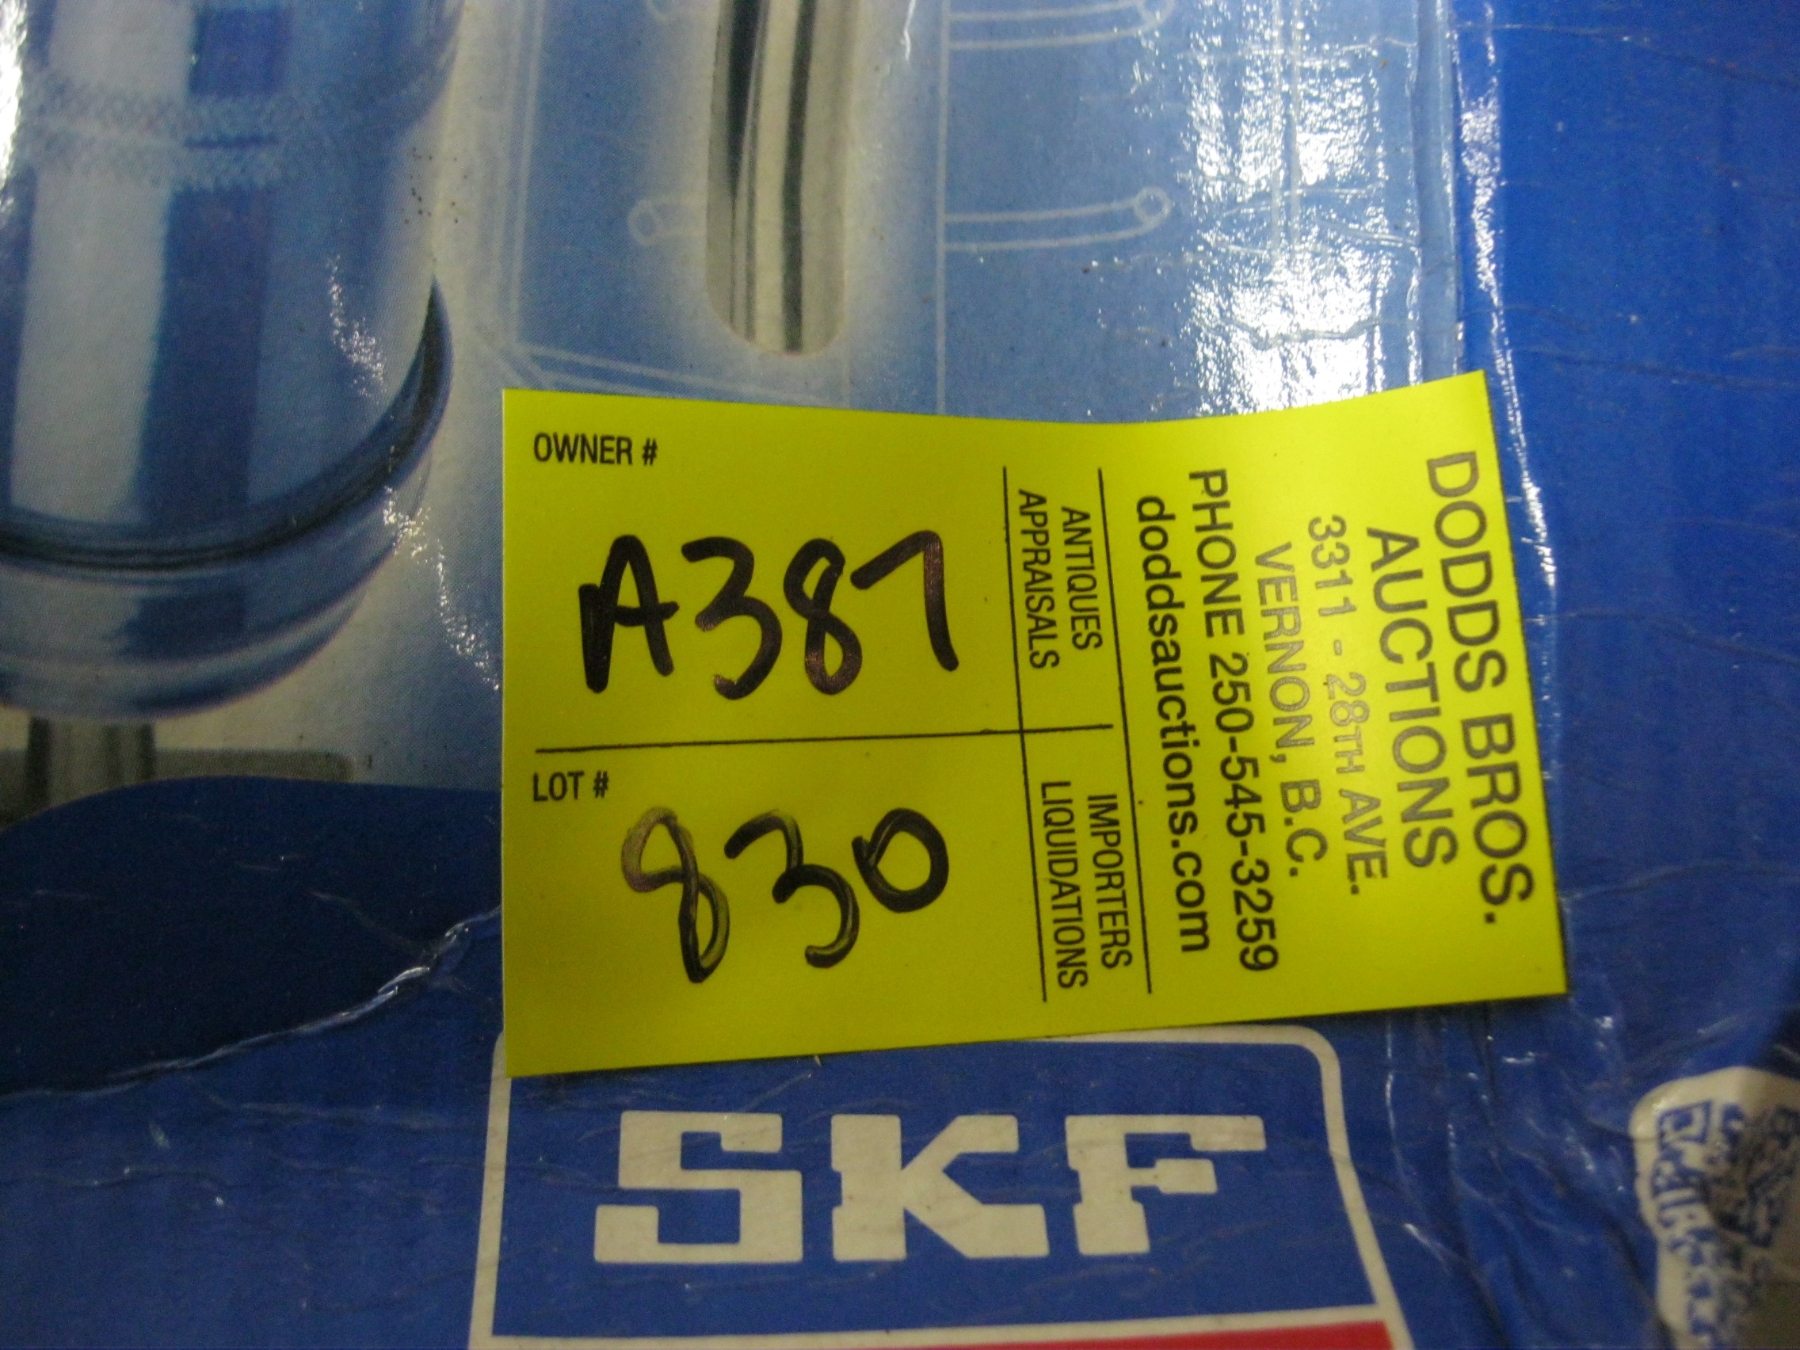 DODDS BROS.
AUCTIONS
3311 - 28TH AVE.
VERNON, B.C.
PHONE 250-545-3259
doddsauctions.com
ANTIQUES IMPORTERS
APPRAISALS LIQUIDATIONS
OWNER #
A387
LOT #
830
SKF